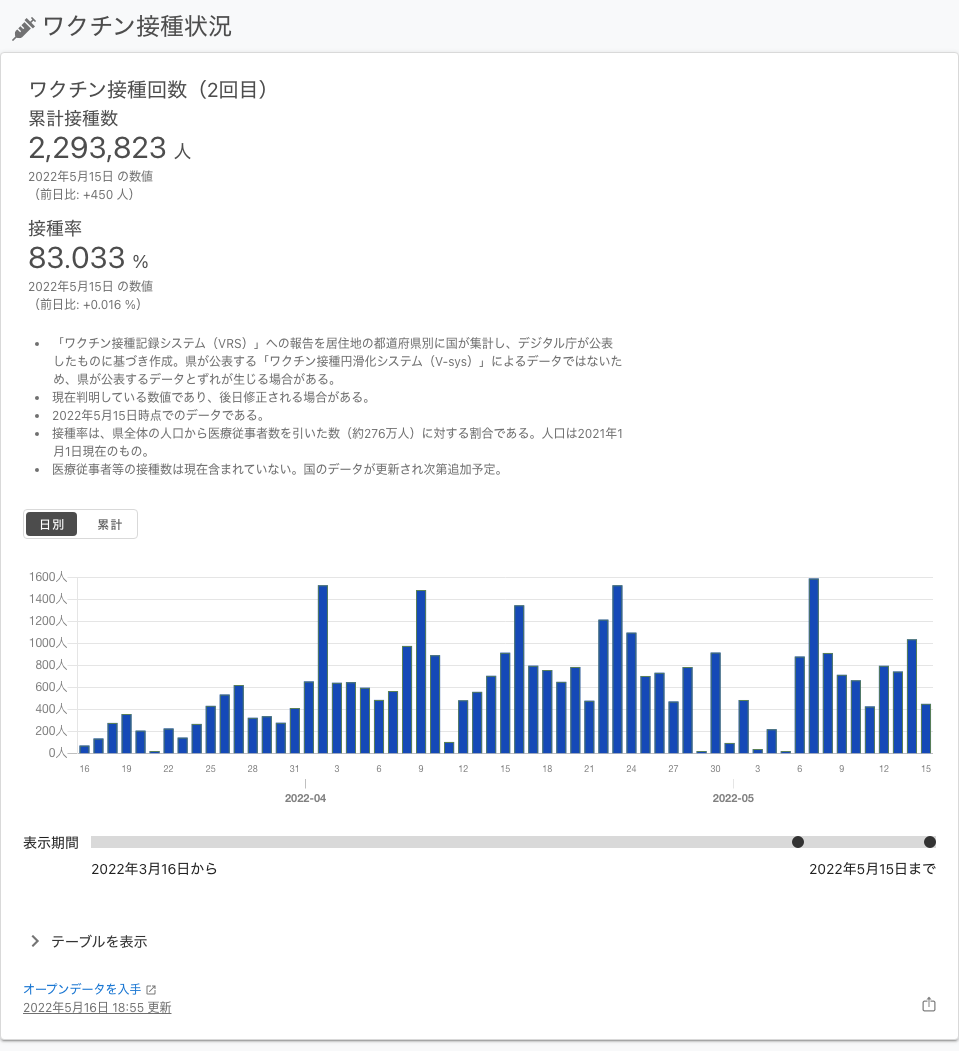 ワクチン接種状況
ワクチン接種回数（2回目）
累計接種数
2,293,823 人
2022年5月15日 の数値
（前日比: +450 人）
接種率
83.033 %
2022年5月15日 の数値
（前日比: +0.016 %）
• 「ワクチン接種記録システム（VRS）」への報告を居住地の都道府県別に国が集計し、デジタル庁が公表
したものに基づき作成。県が公表する「ワクチン接種円滑化システム（V-sys）」によるデータではないた
め、県が公表するデータとずれが生じる場合がある。
• 現在判明している数値であり、後日修正される場合がある。
• 2022年5月15日時点でのデータである。
• 接種率は、県全体の人口から医療従事者数を引いた数（約276万人）に対する割合である。人口は2021年1
月1日現在のもの。
• 医療従事者等の接種数は現在含まれていない。国のデータが更新され次第追加予定。
日別 累計
1600人
1400人
1200人
1000人
800人
600人
400人
200人
0人
16 19 22 25 28 31 3 6 9 12 15 18 21 24 27 30 3 6 9 12 15
2022-04 2022-05
表示期間
2022年3月16日から 2022年5月15日まで
テーブルを表示
オープンデータを入手
2022年5月16日 18:55 更新